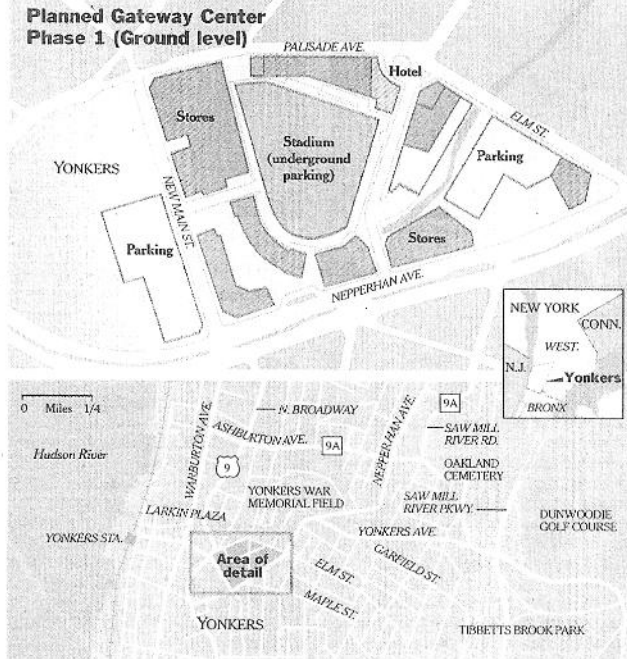 Planned Gateway Center
Phase 1 (Ground level)
PALISADE AVE.
Hotel
Stores
ELM ST.
Stadium
(underground
parking)
Parking
YONKERS
NEW MAIN ST.
Parking
Stores
NEPPERHAN AVE.
NEW YORK
CONN.
WEST.
N.J.
Yonkers
BRONX
0 Miles 1/4
N. BROADWAY
9A
WARBURTON AVE.
ASHBURTON AVE.
9A
NEPPERHAN AVE.
SAW MILL
RIVER RD.
Hudson River
9
OAKLAND
CEMETERY
YONKERS WAR
MEMORIAL FIELD
SAW MILL
RIVER PKWY.
LARKIN PLAZA
DUNWOODIE
GOLF COURSE
YONKERS STA.
YONKERS AVE.
GARFIELD ST.
Area of
detail
ELM ST.
MAPLE ST.
YONKERS
TIBBETTS BROOK PARK